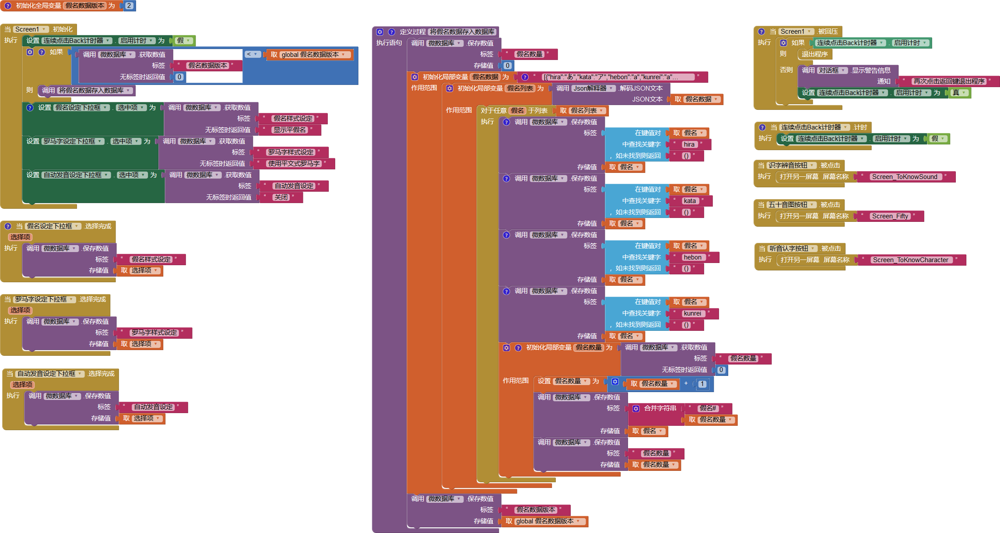 初始化全局变量 假名数据版本 为 2
当 Screen1 .初始化
执行 设置 连续点击Back计时器 . 启用计时 为 假
如果 调用 微数据库 .获取数值 < 取 global 假名数据版本
标签 “ 假名数据版本 ”
无标签时返回值 0
则 调用 将假名数据存入数据库
设置 假名设定下拉框 . 选中项 为 调用 微数据库 .获取数值
标签 “ 假名样式设定 ”
无标签时返回值 “ 显示平假名 ”
设置 罗马字设定下拉框 . 选中项 为 调用 微数据库 .获取数值
标签 “ 罗马字样式设定 ”
无标签时返回值 “ 使用平文式罗马字 ”
设置 自动发音设定下拉框 . 选中项 为 调用 微数据库 .获取数值
标签 “ 自动发音设定 ”
无标签时返回值 “ 关闭 ”
当 假名设定下拉框 .选择完成
选择项
执行 调用 微数据库 .保存数值
标签 “ 假名样式设定 ”
存储值 取 选择项
当 罗马字设定下拉框 .选择完成
选择项
执行 调用 微数据库 .保存数值
标签 “ 罗马字样式设定 ”
存储值 取 选择项
当 自动发音设定下拉框 .选择完成
选择项
执行 调用 微数据库 .保存数值
标签 “ 自动发音设定 ”
存储值 取 选择项
定义过程 将假名数据存入数据库
执行语句 调用 微数据库 .保存数值
标签 “ 假名数量 ”
存储值 0
初始化局部变量 假名数据 为 “ [{"hira":"あ","kata":"ア","hebon":"a","kunrei":"a"… ”
作用范围 初始化局部变量 假名列表 为 调用 Json解释器 .解码JSON文本
JSON文本 取 假名数据
作用范围 对于任意 假名 于列表 取 假名列表
执行 调用 微数据库 .保存数值
标签 在键值对 取 假名
中查找关键字 “ hira ”
，如未找到则返回 “ () ”
存储值 取 假名
调用 微数据库 .保存数值
标签 在键值对 取 假名
中查找关键字 “ kata ”
，如未找到则返回 “ () ”
存储值 取 假名
调用 微数据库 .保存数值
标签 在键值对 取 假名
中查找关键字 “ hebon ”
，如未找到则返回 “ () ”
存储值 取 假名
调用 微数据库 .保存数值
标签 在键值对 取 假名
中查找关键字 “ kunrei ”
，如未找到则返回 “ () ”
存储值 取 假名
初始化局部变量 假名数量 为 调用 微数据库 .获取数值
标签 “ 假名数量 ”
无标签时返回值 0
作用范围 设置 假名数量 为 取 假名数量 + 1
调用 微数据库 .保存数值
标签 合并字符串 “ 假名# ”
取 假名数量
存储值 取 假名
调用 微数据库 .保存数值
标签 “ 假名数量 ”
存储值 取 假名数量
调用 微数据库 .保存数值
标签 “ 假名数据版本 ”
存储值 取 global 假名数据版本
当 Screen1 .被回压
执行 如果 连续点击Back计时器 . 启用计时
则 退出程序
否则 调用 对话框 .显示警告信息
通知 “ 再次点击返回键退出程序 ”
设置 连续点击Back计时器 . 启用计时 为 真
当 连续点击Back计时器 .计时
执行 设置 连续点击Back计时器 . 启用计时 为 假
当 识字辨音按钮 .被点击
执行 打开另一屏幕 屏幕名称 “ Screen_ToKnowSound ”
当 五十音图按钮 .被点击
执行 打开另一屏幕 屏幕名称 “ Screen_Fifty ”
当 听音认字按钮 .被点击
执行 打开另一屏幕 屏幕名称 “ Screen_ToKnowCharacter ”